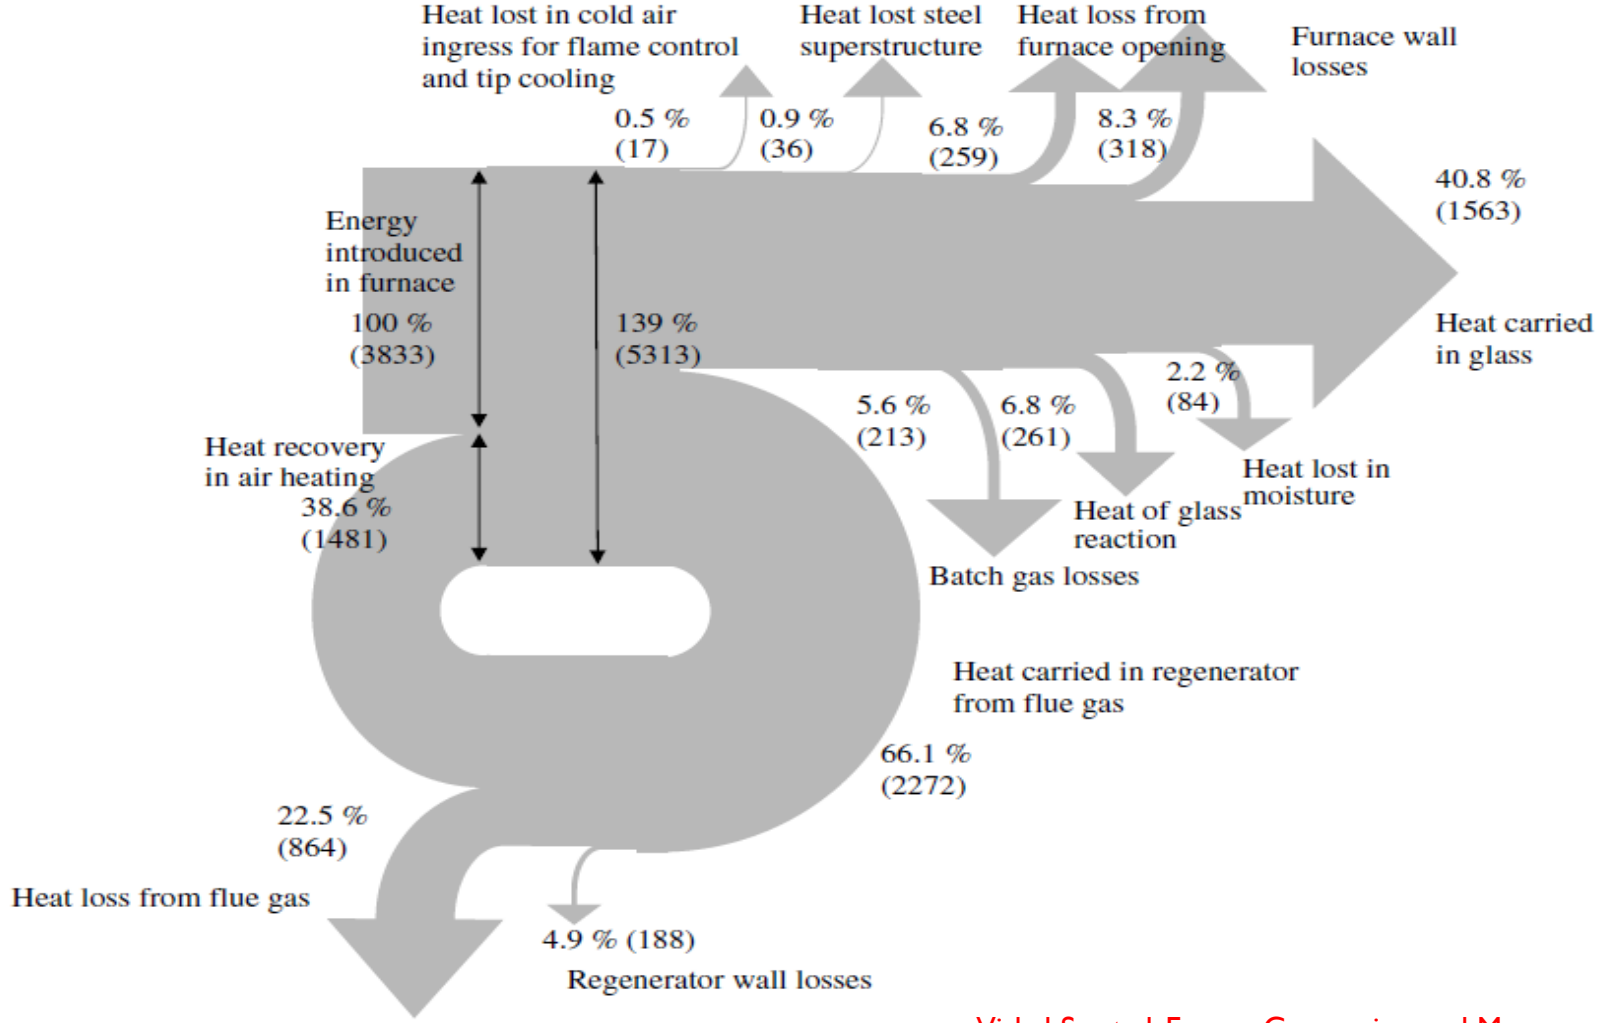 Heat lost in cold air
ingress for flame control
and tip cooling
0.5 %
(17)
Heat lost steel
superstructure
0.9 %
(36)
Heat loss from
furnace opening
6.8 %
(259)
Furnace wall
losses
8.3 %
(318)
40.8 %
(1563)
Heat carried
in glass
Energy
introduced
in furnace
100 %
(3833)
139 %
(5313)
Heat recovery
in air heating
38.6 %
(1481)
5.6 %
(213)
Batch gas losses
6.8 %
(261)
Heat of glass
reaction
2.2 %
(84)
Heat lost in
moisture
Heat carried in regenerator
from flue gas
66.1 %
(2272)
22.5 %
(864)
Heat loss from flue gas
4.9 % (188)
Regenerator wall losses